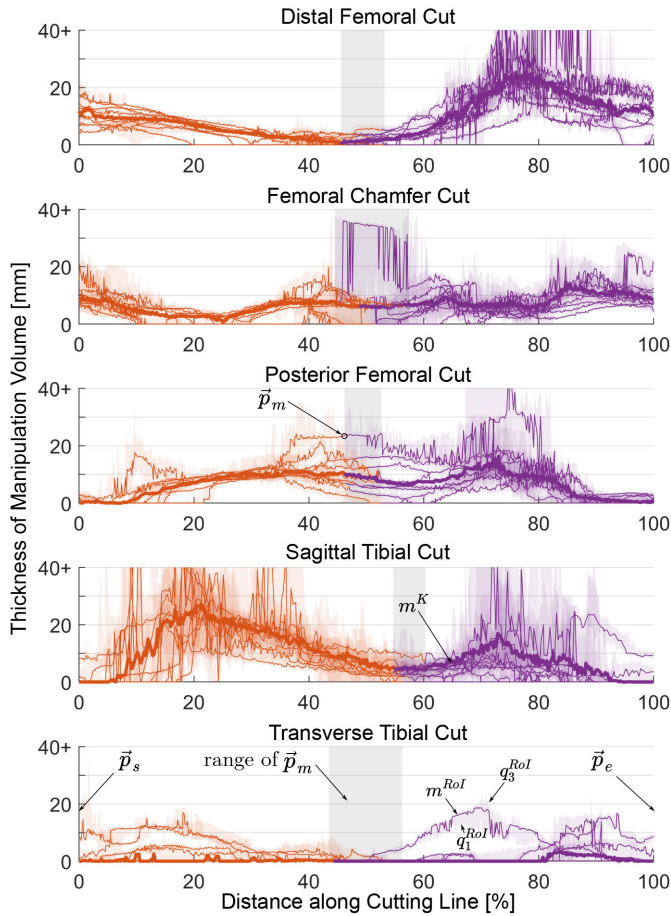 Distal Femoral Cut
40+
20
0
0 20 40 60 80 100
Femoral Chamfer Cut
40+
20
0
0 20 40 60 80 100
Posterior Femoral Cut
40+
p⃗m
20
0
0 20 40 60 80 100
Sagittal Tibial Cut
40+
20
mK
0
0 20 40 60 80 100
Transverse Tibial Cut
40+
p⃗s range of p⃗m q3RoI p⃗e
mRoI
20
q1RoI
0
0 20 40 60 80 100
Distance along Cutting Line [%]
Thickness of Manipulation Volume [mm]